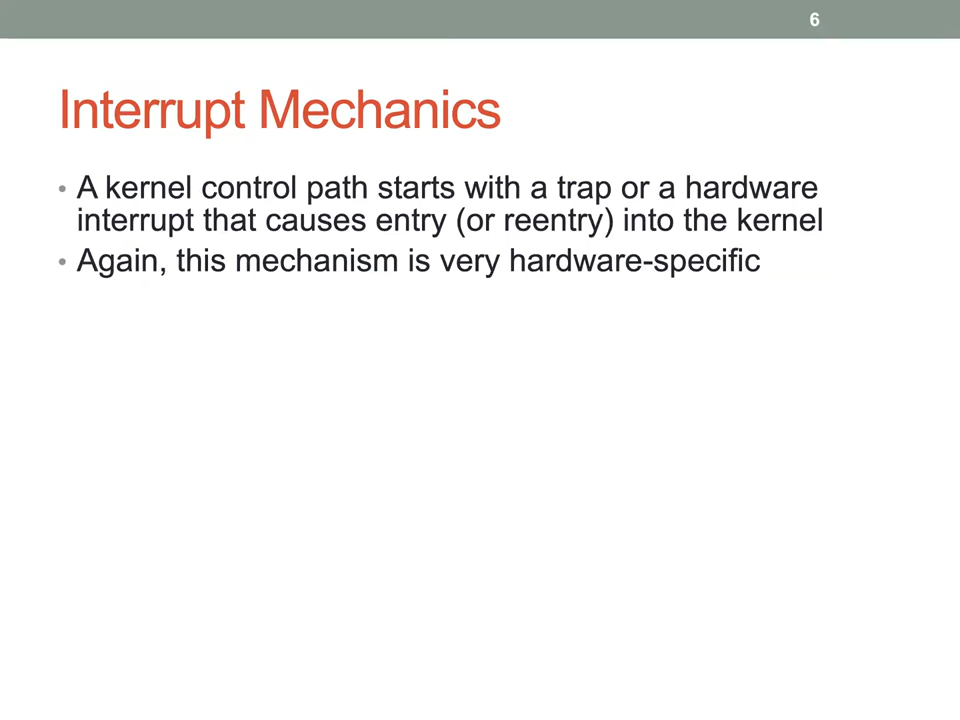 6
Interrupt Mechanics
• A kernel control path starts with a trap or a hardware
interrupt that causes entry (or reentry) into the kernel
• Again, this mechanism is very hardware-specific